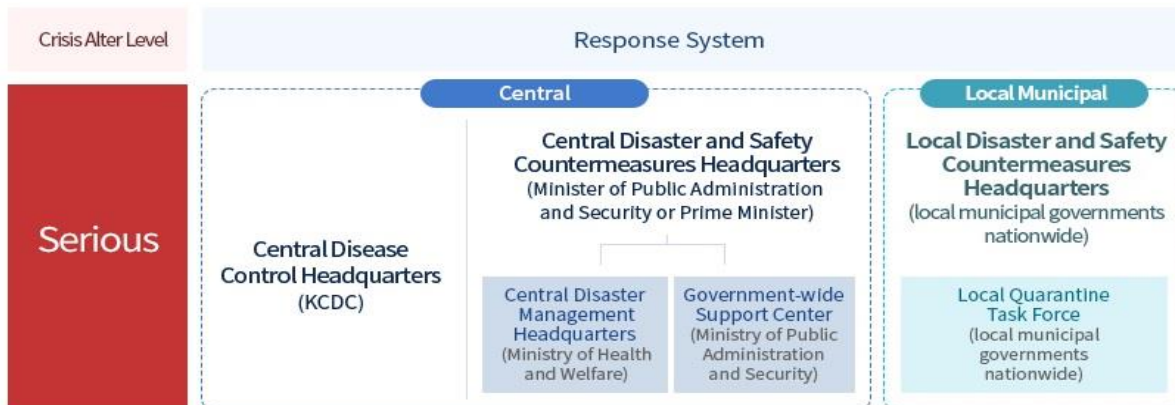 Crisis Alter Level
Response System
Serious
Central
Central Disease
Control Headquarters
(KCDC)
Central Disaster and Safety
Countermeasures Headquarters
(Minister of Public Administration
and Security or Prime Minister)
Central Disaster
Management
Headquarters
(Ministry of Health
and Welfare)
Government-wide
Support Center
(Ministry of Public
Administration
and Security)
Local Municipal
Local Disaster and Safety
Countermeasures
Headquarters
(local municipal governments
nationwide)
Local Quarantine
Task Force
(local municipal
governments
nationwide)